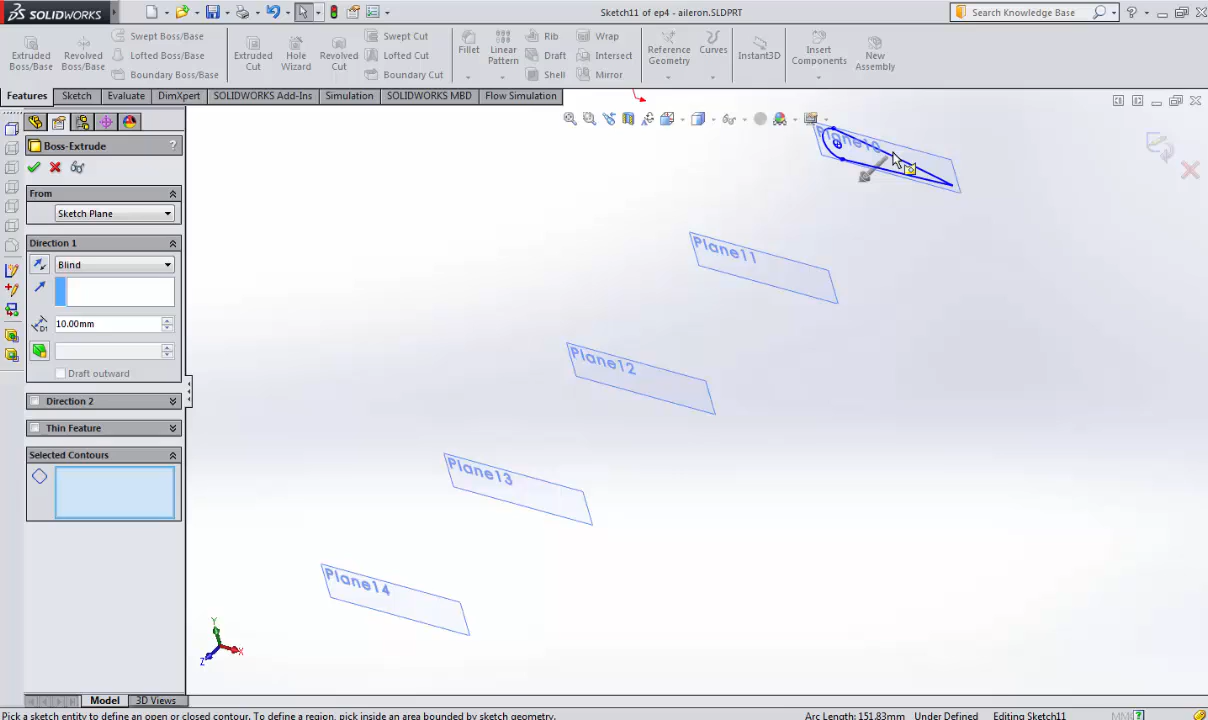 SOLIDWORKS
Sketch11 of ep4 - aileron.SLDPRT
Search Knowledge Base
?
Extruded Boss/Base
Revolved Boss/Base
Swept Boss/Base
Lofted Boss/Base
Boundary Boss/Base
Extruded Cut
Hole Wizard
Revolved Cut
Swept Cut
Lofted Cut
Boundary Cut
Fillet
Linear Pattern
Rib
Draft
Shell
Wrap
Intersect
Mirror
Reference Geometry
Curves
Instant3D
Insert Components
New Assembly
Features
Sketch
Evaluate
DimXpert
SOLIDWORKS Add-Ins
Simulation
SOLIDWORKS MBD
Flow Simulation
Boss-Extrude
?
From
Sketch Plane
Direction 1
Blind
D1
10.00mm
Draft outward
Direction 2
Thin Feature
Selected Contours
Plane10
Plane11
Plane12
Plane13
Plane14
Y
Z
X
Model
3D Views
Pick a sketch entity to define an open or closed contour. To define a region, pick inside an area bounded by sketch geometry.
Arc Length: 151.83mm
Under Defined
Editing Sketch11
?